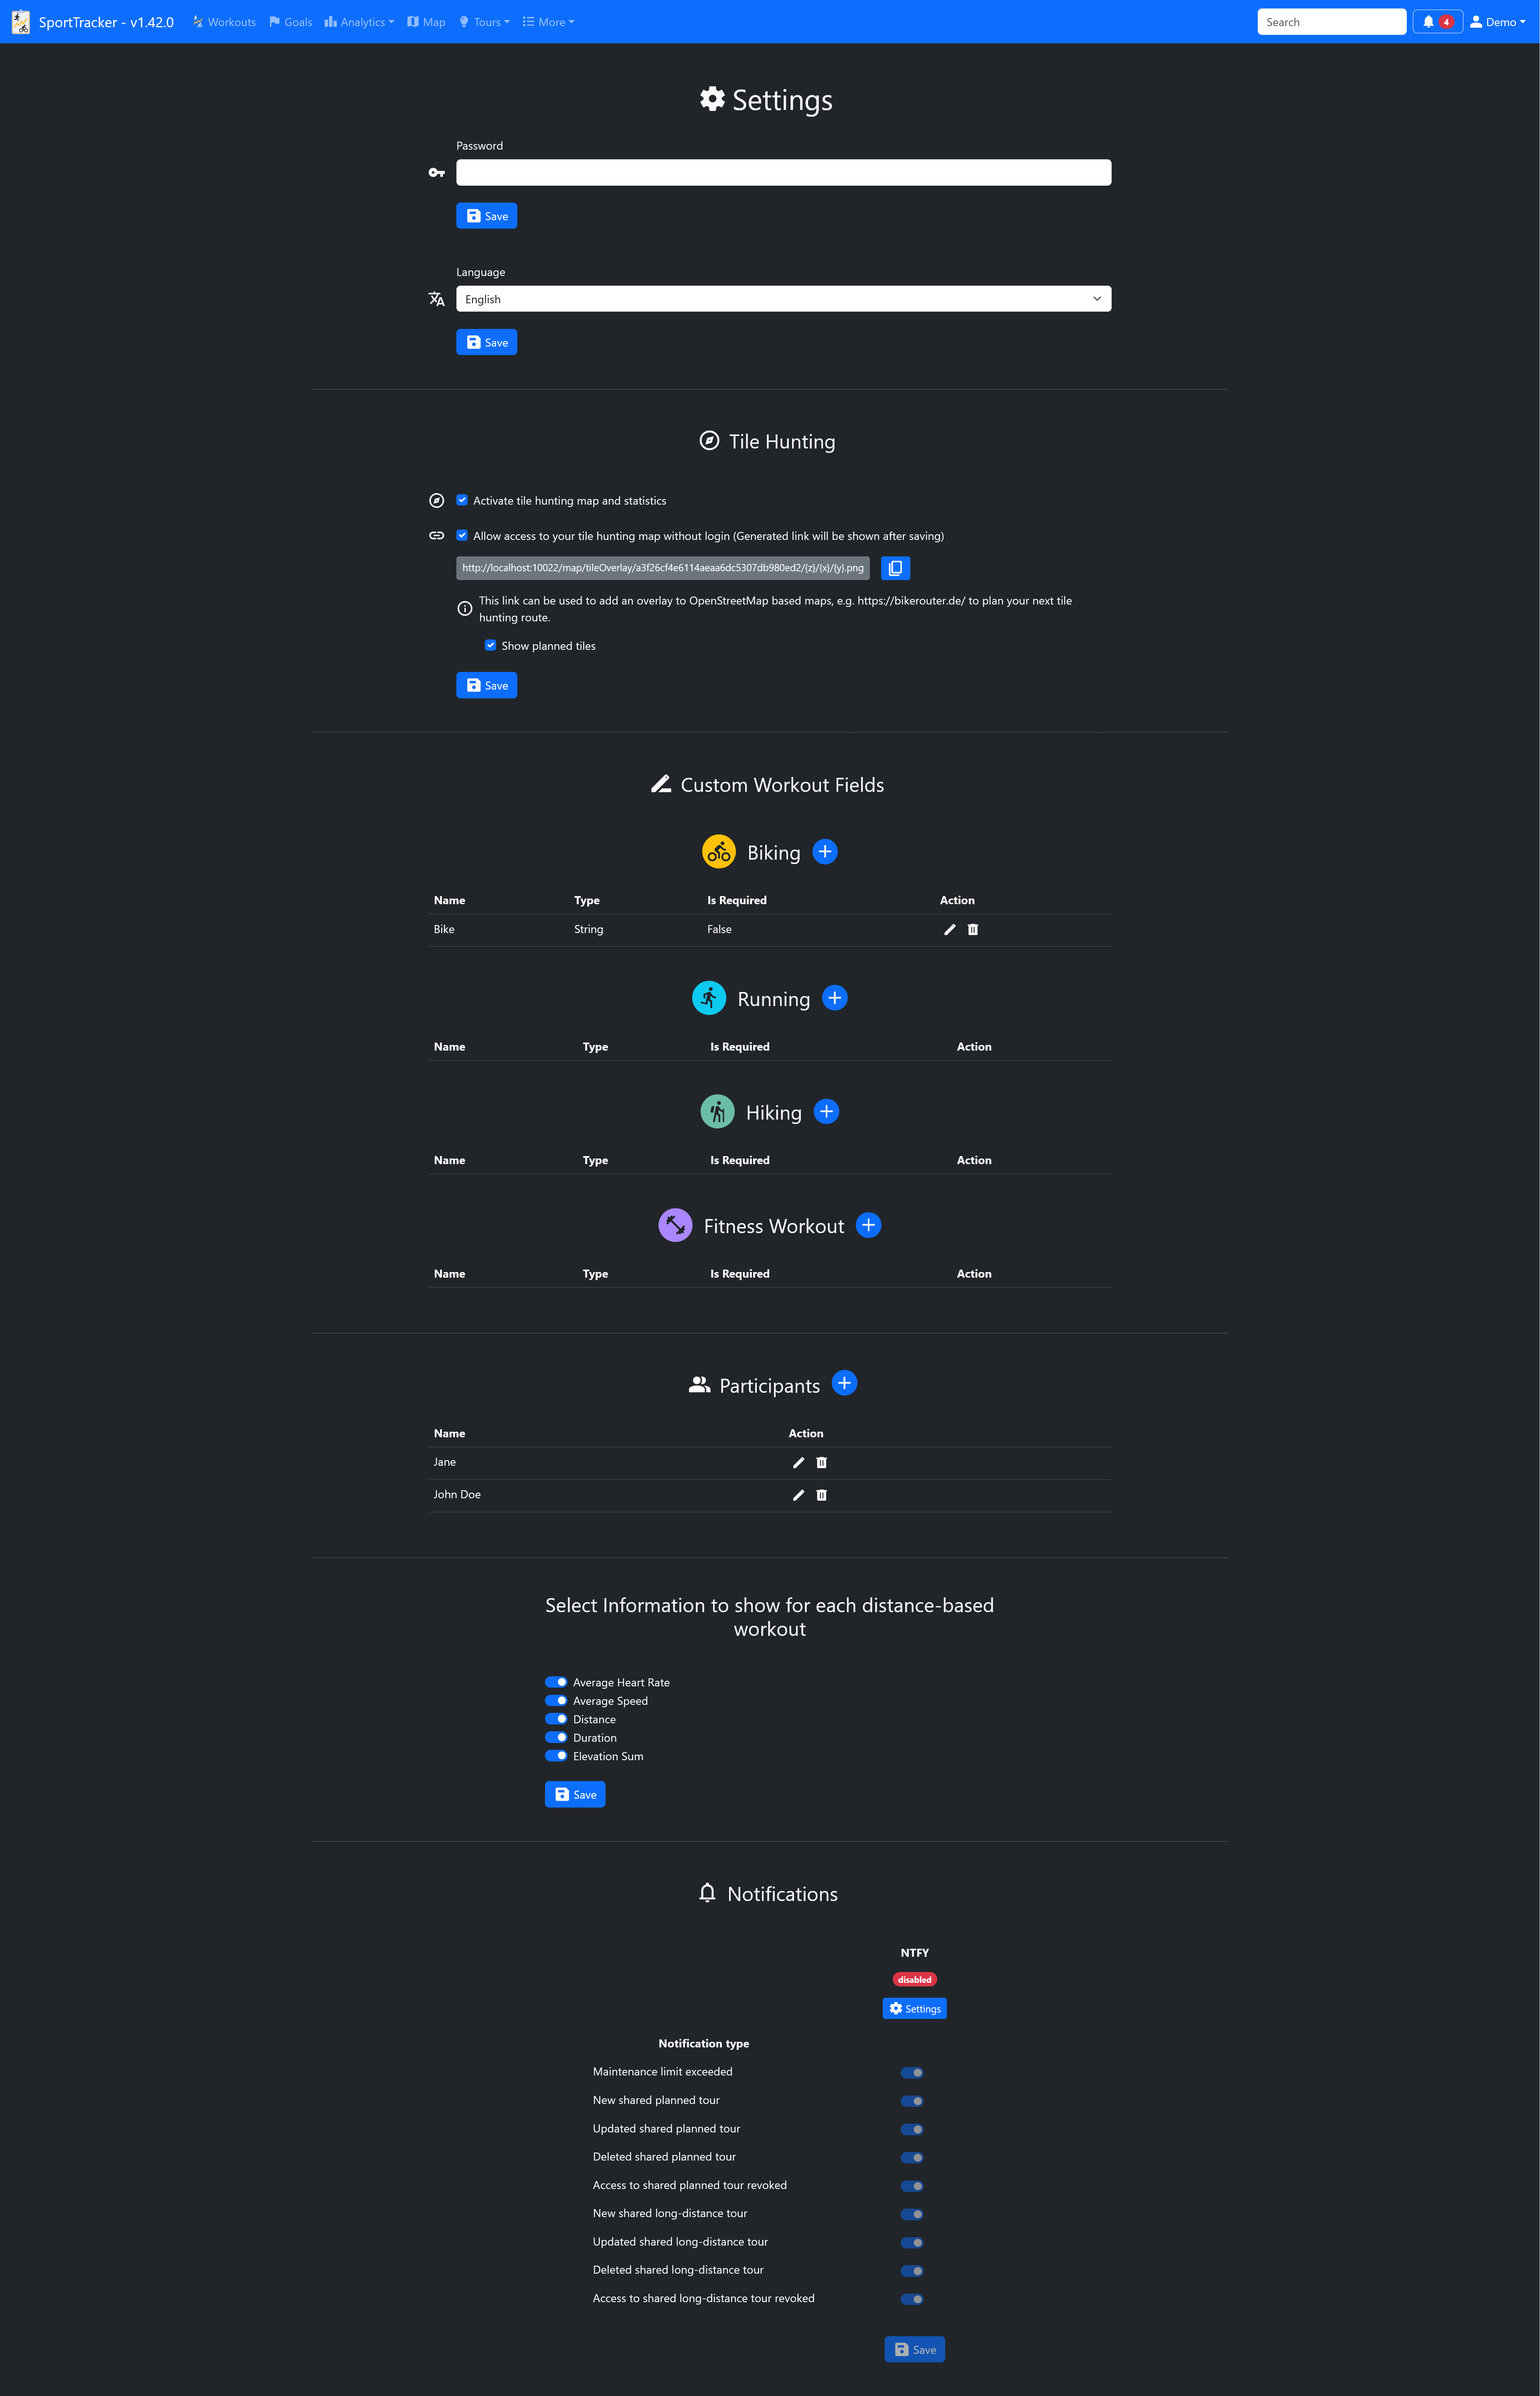 SportTracker - v1.42.0 Workouts Goals Analytics Map Tours More Search 4 Demo
Settings
Password
Save
Language
English
Save
Tile Hunting
Activate tile hunting map and statistics
Allow access to your tile hunting map without login (Generated link will be shown after saving)
http://localhost:10022/map/tileOverlay/a3f26cf4e6114aeaa6dc5307db980ed2/{z}/{x}/{y}.png
This link can be used to add an overlay to OpenStreetMap based maps, e.g. https://bikerouter.de/ to plan your next tile
hunting route.
Show planned tiles
Save
Custom Workout Fields
Biking
Name Type Is Required Action
Bike String False
Running
Name Type Is Required Action
Hiking
Name Type Is Required Action
Fitness Workout
Name Type Is Required Action
Participants
Name Action
Jane
John Doe
Select Information to show for each distance-based
workout
Average Heart Rate
Average Speed
Distance
Duration
Elevation Sum
Save
Notifications
NTFY
disabled
Settings
Notification type
Maintenance limit exceeded
New shared planned tour
Updated shared planned tour
Deleted shared planned tour
Access to shared planned tour revoked
New shared long-distance tour
Updated shared long-distance tour
Deleted shared long-distance tour
Access to shared long-distance tour revoked
Save